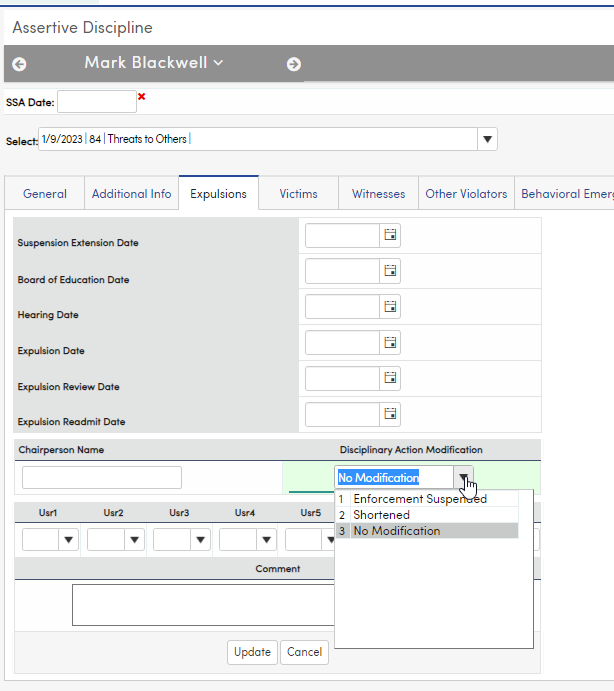 Assertive Discipline
Mark Blackwell
SSA Date:
Select: 1/9/2023 | 84 | Threats to Others |
General Additional Info Expulsions Victims Witnesses Other Violators Behavioral Emerg
Suspension Extension Date
Board of Education Date
Hearing Date
Expulsion Date
Expulsion Review Date
Expulsion Readmit Date
Chairperson Name Disciplinary Action Modification
No Modification
1 Enforcement Suspended
2 Shortened
3 No Modification
Usr1 Usr2 Usr3 Usr4 Usr5
Comment
Update Cancel